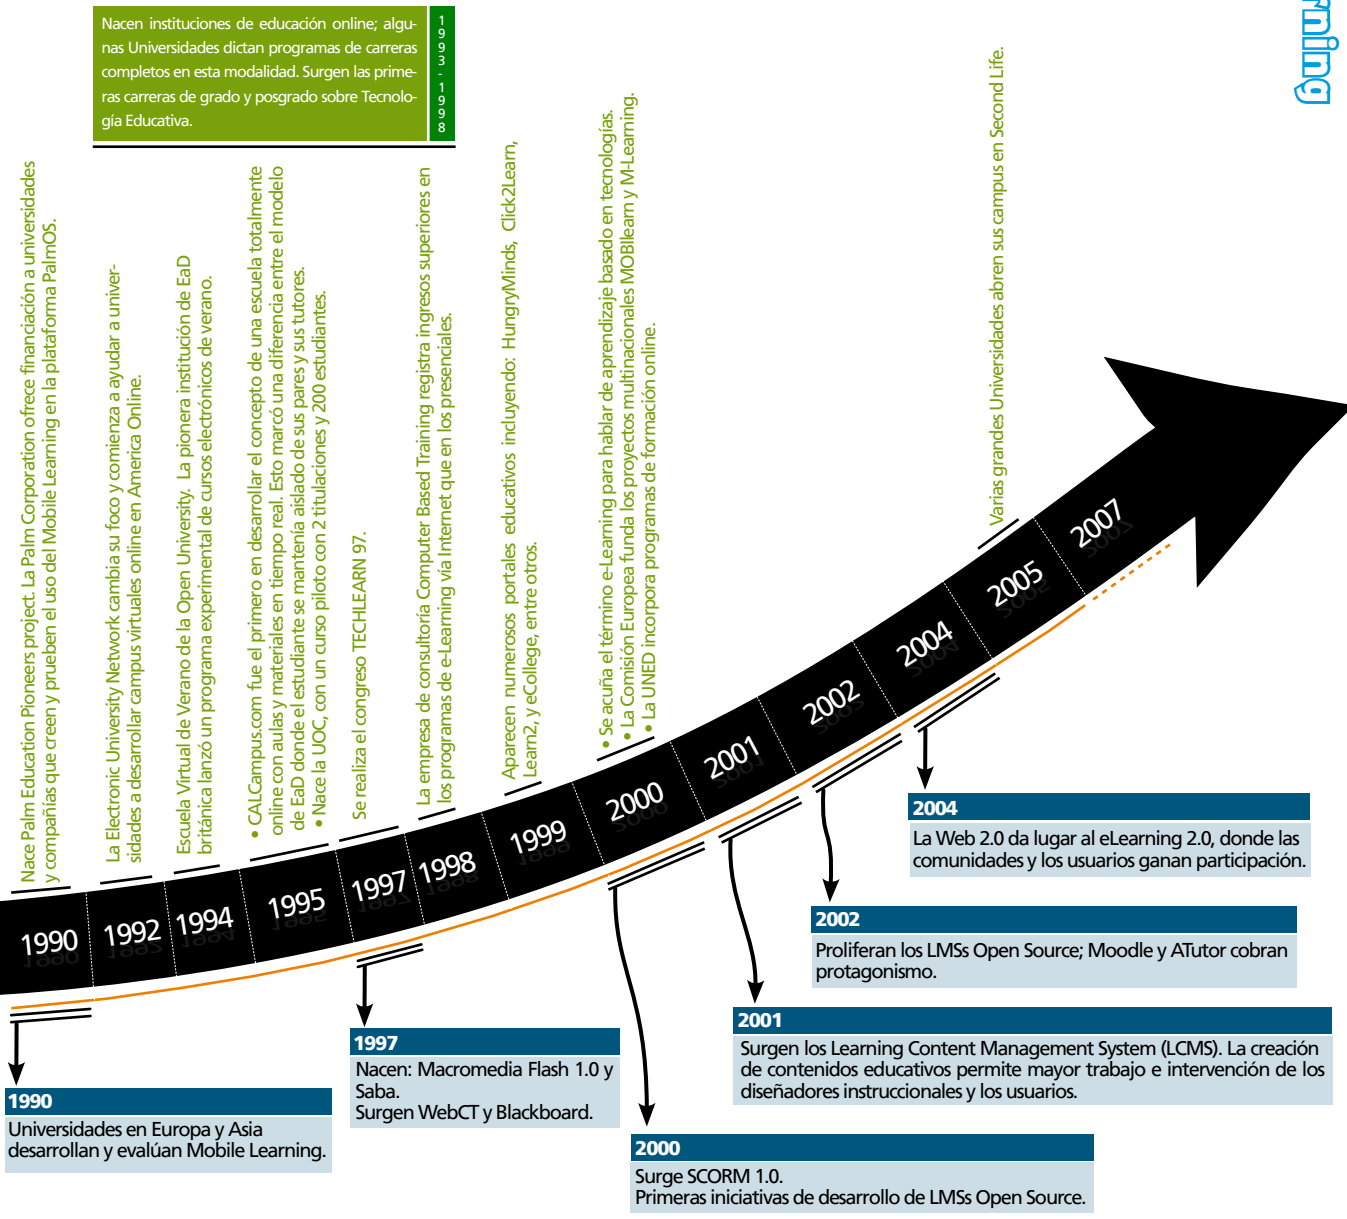 rning
Nacen instituciones de educación online; algu-
nas Universidades dictan programas de carreras
completos en esta modalidad. Surgen las prime-
ras carreras de grado y posgrado sobre Tecnolo-
gía Educativa.
1993-1998
Nace Palm Education Pioneers project. La Palm Corporation ofrece financiación a universidades
y compañías que creen y prueben el uso del Mobile Learning en la plataforma PalmOS.
La Electronic University Network cambia su foco y comienza a ayudar a univer-
sidades a desarrollar campus virtuales online en America Online.
Escuela Virtual de Verano de la Open University. La pionera institución de EaD
británica lanzó un programa experimental de cursos electrónicos de verano.
• CALCampus.com fue el primero en desarrollar el concepto de una escuela totalmente
online con aulas y materiales en tiempo real. Esto marcó una diferencia entre el modelo
de EaD donde el estudiante se mantenía aislado de sus pares y sus tutores.
• Nace la UOC, con un curso piloto con 2 titulaciones y 200 estudiantes.
Se realiza el congreso TECHLEARN 97.
La empresa de consultoría Computer Based Training registra ingresos superiores en
los programas de e-Learning vía Internet que en los presenciales.
Aparecen numerosos portales educativos incluyendo: HungryMinds, Click2Learn,
Learn2, y eCollege, entre otros.
• Se acuña el término e-Learning para hablar de aprendizaje basado en tecnologías.
• La Comisión Europea funda los proyectos multinacionales MOBIlearn y M-Learning.
• La UNED incorpora programas de formación online.
Varias grandes Universidades abren sus campus en Second Life.
1990
1992
1994
1995
1997
1998
1999
2000
2001
2002
2004
2005
2007
1990
Universidades en Europa y Asia
desarrollan y evalúan Mobile Learning.
1997
Nacen: Macromedia Flash 1.0 y
Saba.
Surgen WebCT y Blackboard.
2000
Surge SCORM 1.0.
Primeras iniciativas de desarrollo de LMSs Open Source.
2001
Surgen los Learning Content Management System (LCMS). La creación
de contenidos educativos permite mayor trabajo e intervención de los
diseñadores instruccionales y los usuarios.
2002
Proliferan los LMSs Open Source; Moodle y ATutor cobran
protagonismo.
2004
La Web 2.0 da lugar al eLearning 2.0, donde las
comunidades y los usuarios ganan participación.